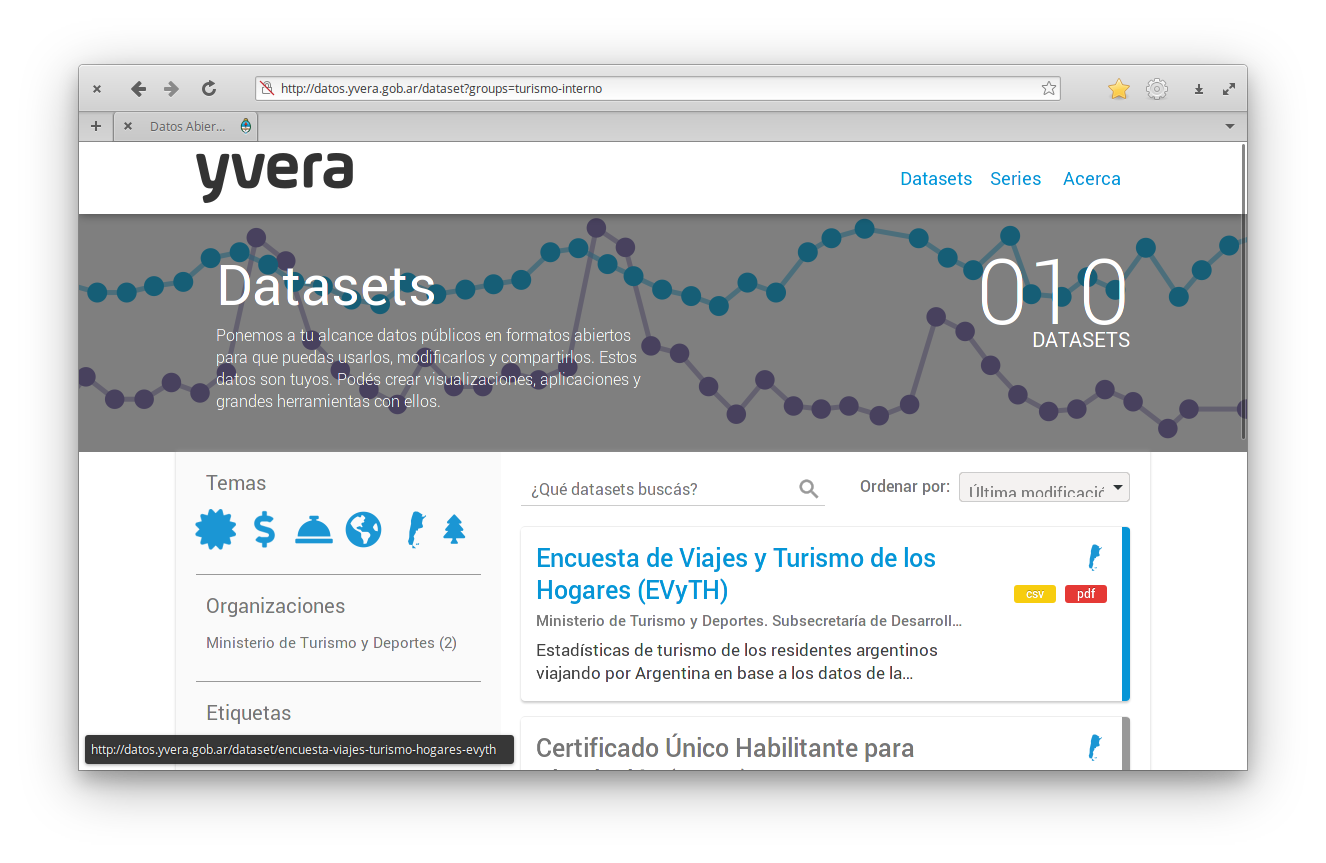 http://datos.yvera.gob.ar/dataset?groups=turismo-interno
Datos Abier...
yvera
Datasets Series Acerca
Datasets
Ponemos a tu alcance datos públicos en formatos abiertos
para que puedas usarlos, modificarlos y compartirlos. Estos
datos son tuyos. Podés crear visualizaciones, aplicaciones y
grandes herramientas con ellos.
010
DATASETS
Temas
Organizaciones
Ministerio de Turismo y Deportes (2)
Etiquetas
¿Qué datasets buscás?
Ordenar por: Última modificació
Encuesta de Viajes y Turismo de los
Hogares (EVyTH)
csv pdf
Ministerio de Turismo y Deportes. Subsecretaría de Desarroll...
Estadísticas de turismo de los residentes argentinos
viajando por Argentina en base a los datos de la...
Certificado Único Habilitante para
http://datos.yvera.gob.ar/dataset/encuesta-viajes-turismo-hogares-evyth